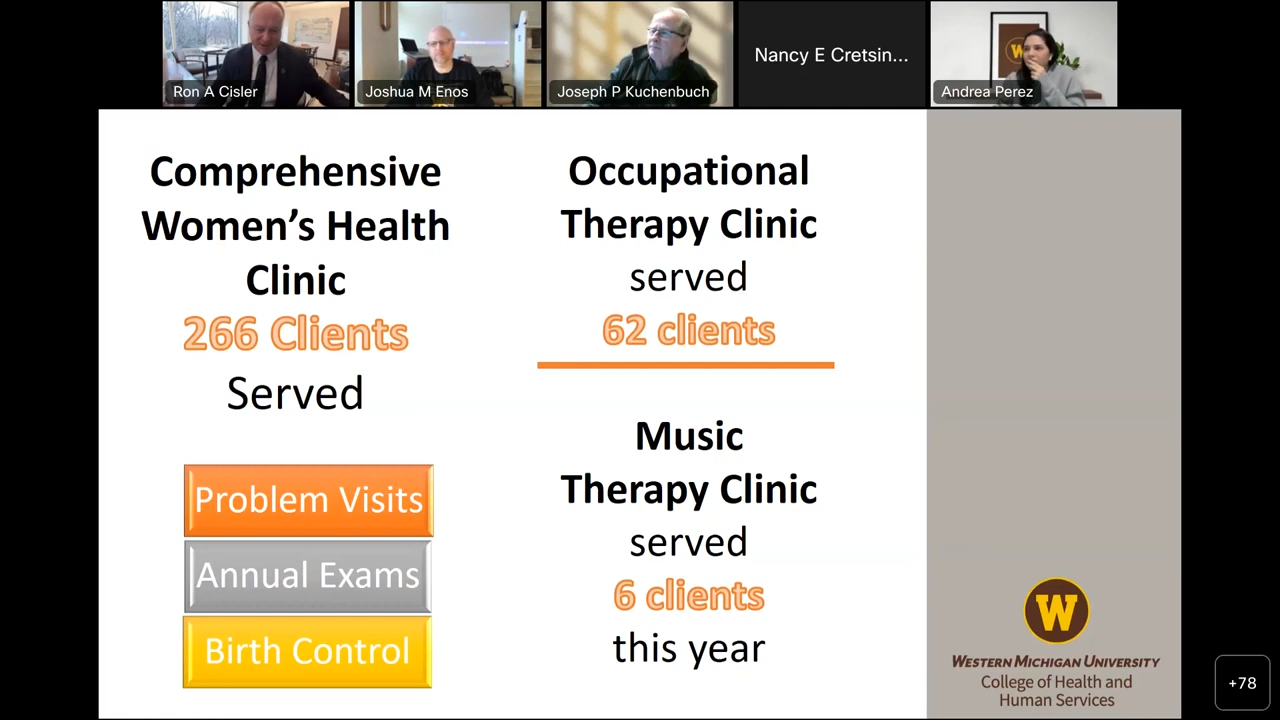 Ron A Cisler
Joshua M Enos
Joseph P Kuchenbuch
Nancy E Cretsin...
Andrea Perez
Comprehensive
Women’s Health
Clinic
266 Clients
Served
Problem Visits
Annual Exams
Birth Control
Occupational
Therapy Clinic
served
62 clients
Music
Therapy Clinic
served
6 clients
this year
W
WESTERN MICHIGAN UNIVERSITY
College of Health and
Human Services
+78